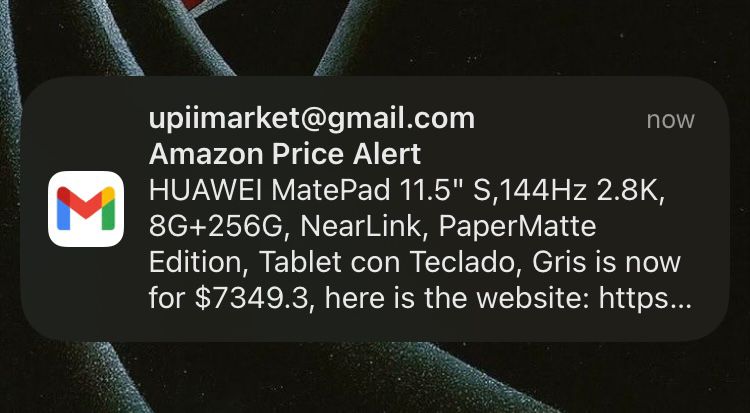 upiimarket@gmail.com now
Amazon Price Alert
HUAWEI MatePad 11.5" S,144Hz 2.8K,
8G+256G, NearLink, PaperMatte
Edition, Tablet con Teclado, Gris is now
for $7349.3, here is the website: https...